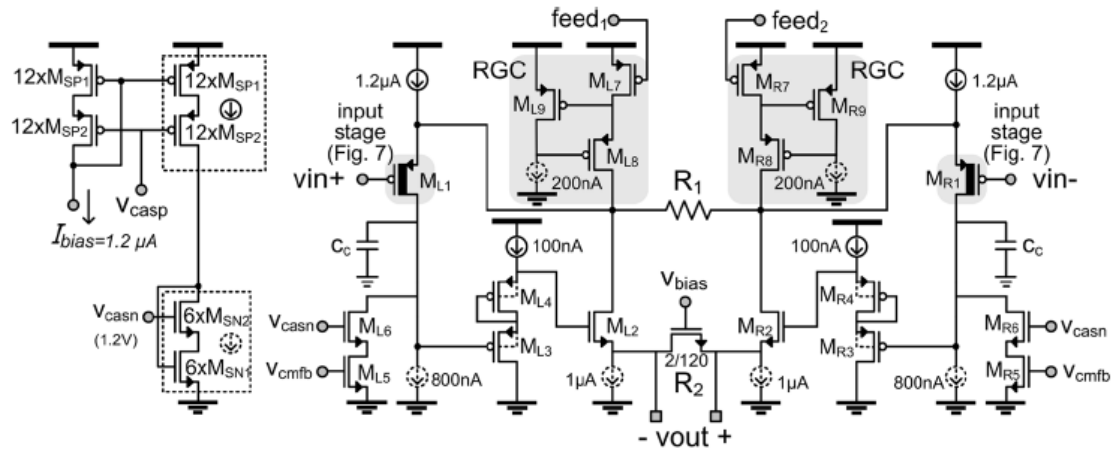 feed1
feed2
12xMSP1
12xMSP1
12xMSP2
12xMSP2
vcasp
Ibias=1.2 µA
vcasn
(1.2V)
6xMSN2
6xMSN1
1.2µA
input
stage
(Fig. 7)
vin+
ML1
Cc
vcasn
ML6
vcmfb
ML5
800nA
RGC
ML9
ML7
ML8
200nA
100nA
ML4
ML3
ML2
1µA
R1
vbias
2/120
R2
- vout +
RGC
MR7
MR9
MR8
200nA
100nA
MR4
MR3
MR2
1µA
800nA
1.2µA
input
stage
(Fig. 7)
vin-
MR1
Cc
MR6
vcasn
MR5
vcmfb